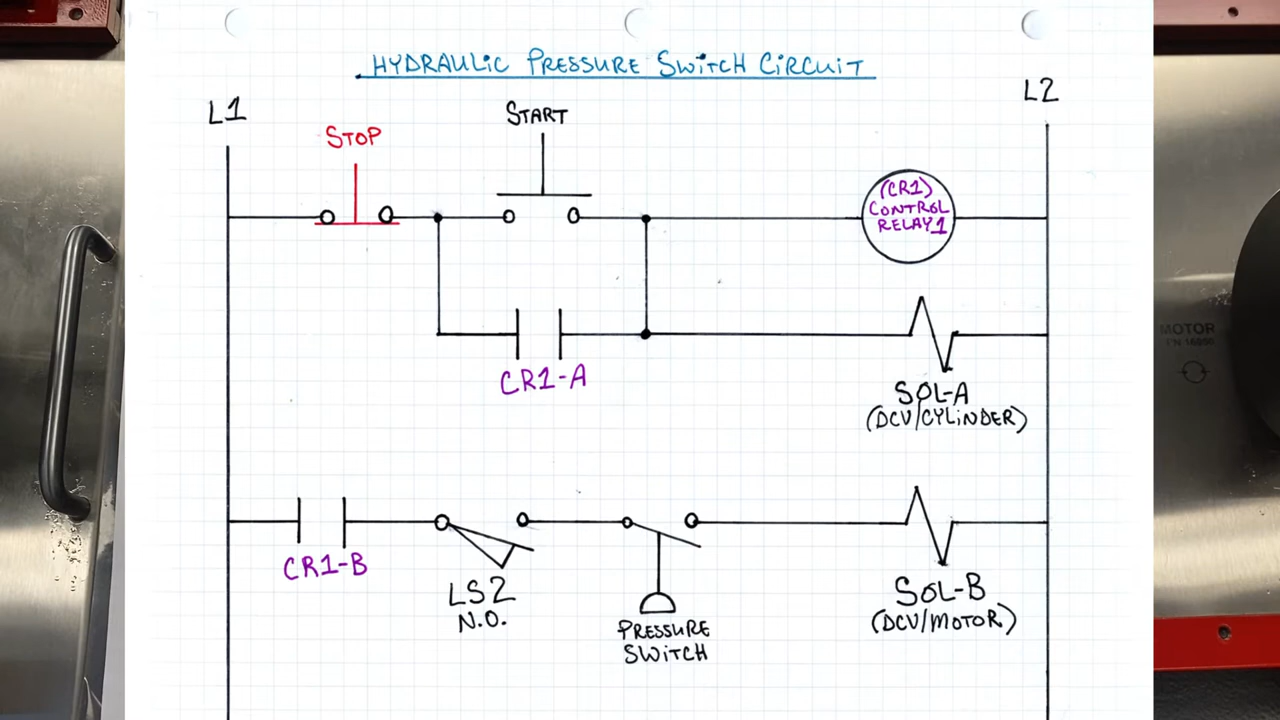 HYDRAULIC PRESSURE SWITCH CIRCUIT
L1
L2
STOP
START
(CR1)
CONTROL
RELAY1
CR1-A
SOL-A
(DCV/CYLINDER)
CR1-B
LS2
N.O.
PRESSURE
SWITCH
SOL-B
(DCV/MOTOR)
MOTOR